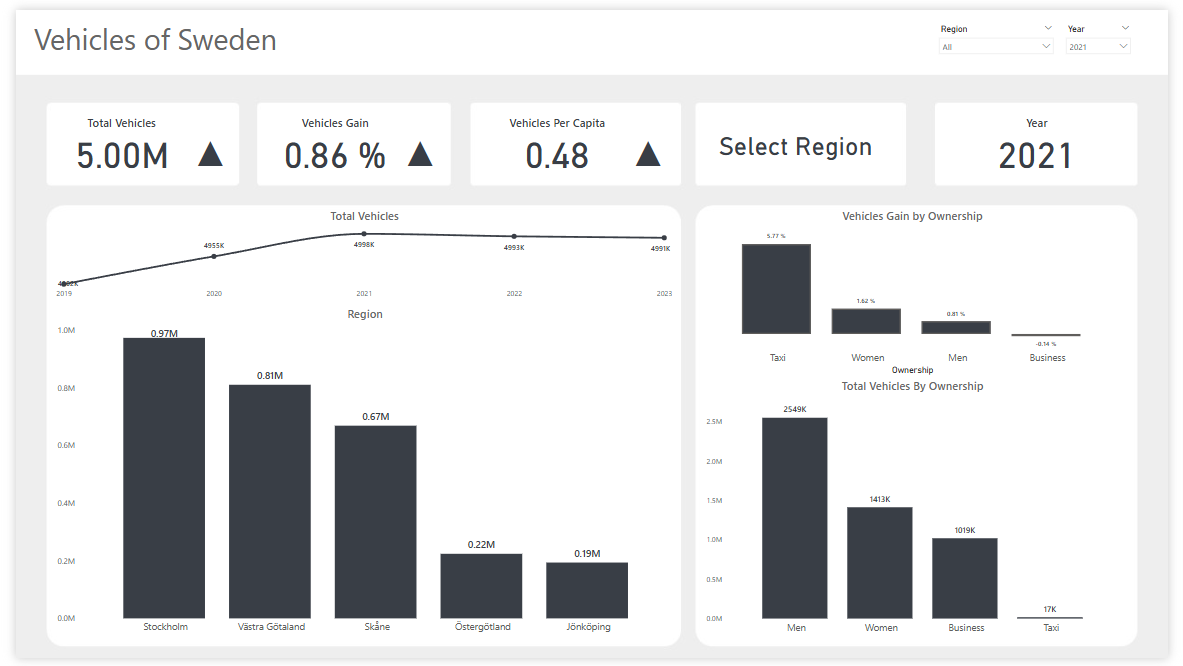 Vehicles of Sweden
Region
Year
All
2021
Total Vehicles
5.00M
Vehicles Gain
0.86 %
Vehicles Per Capita
0.48
Select Region
Year
2021
Total Vehicles
4955K
4998K
4993K
4991K
2019
2020
2021
2022
2023
Region
1.0M
0.8M
0.6M
0.4M
0.2M
0.0M
0.97M
0.81M
0.67M
0.22M
0.19M
Stockholm
Västra Götaland
Skåne
Östergötland
Jönköping
Vehicles Gain by Ownership
5.77 %
1.62 %
0.81 %
-0.14 %
Taxi
Women
Men
Business
Ownership
Total Vehicles By Ownership
2.5M
2.0M
1.5M
1.0M
0.5M
0.0M
2549K
1413K
1019K
17K
Men
Women
Business
Taxi